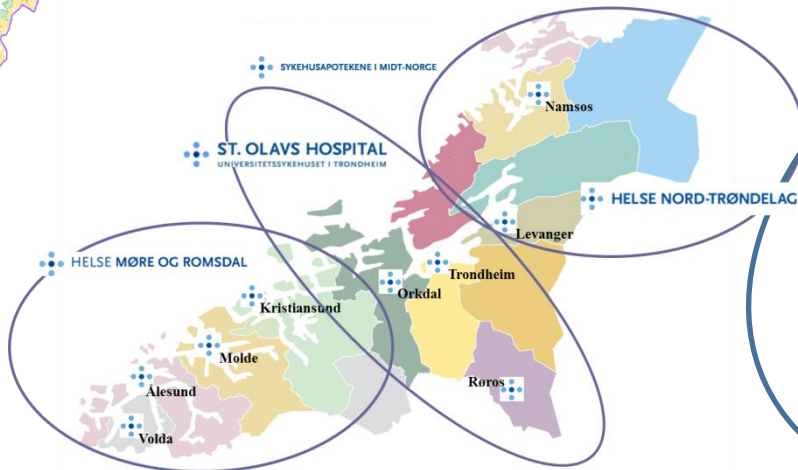 SYKEHUSAPOTEKENE I MIDT-NORGE
Namsos
ST. OLAVS HOSPITAL
UNIVERSITETSSYKEHUSET I TRONDHEIM
HELSE NORD-TRØNDELAG
Levanger
HELSE MØRE OG ROMSDAL
Trondheim
Orkdal
Kristiansund
Molde
Røros
Ålesund
Volda